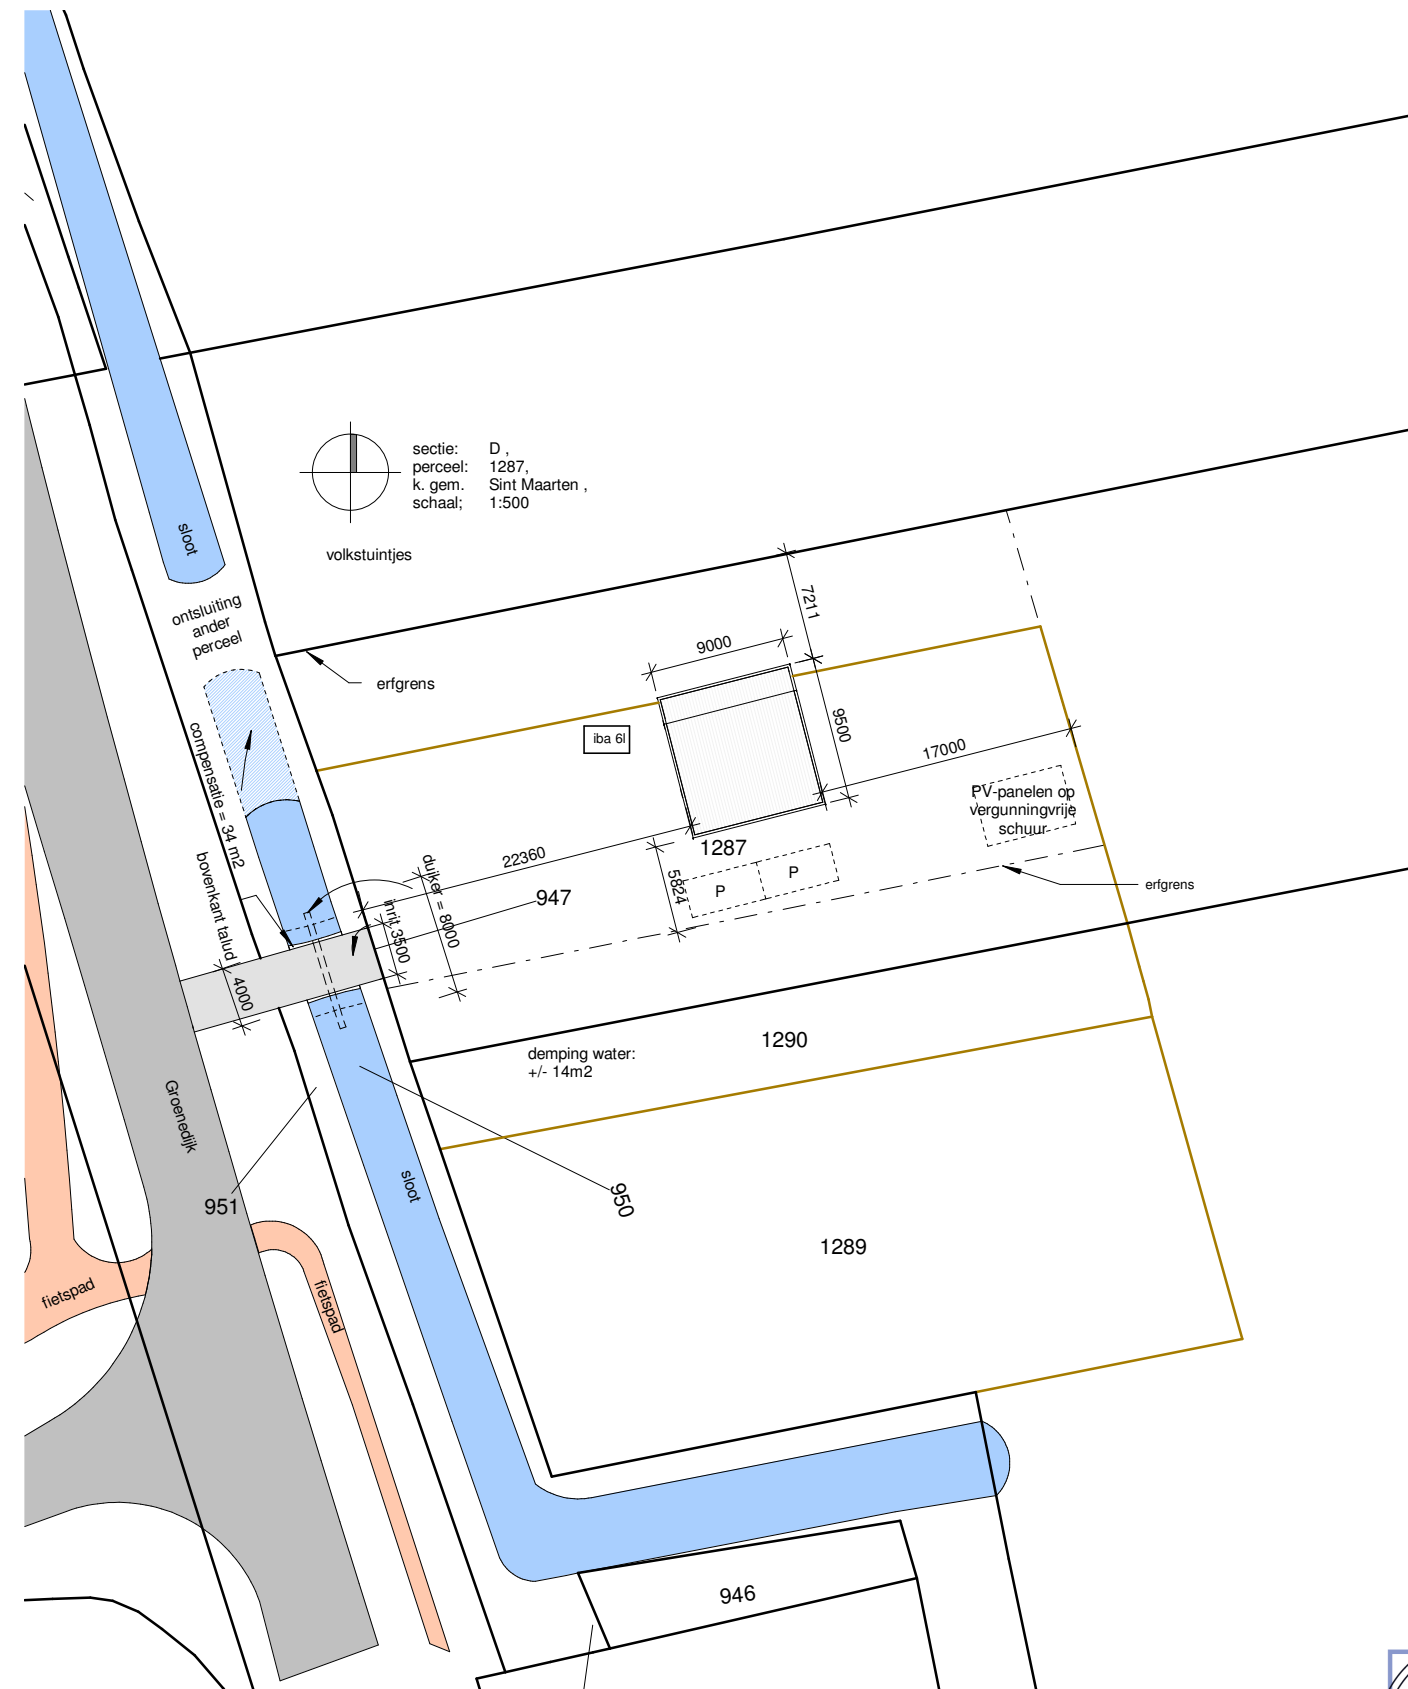 sectie: D ,
perceel: 1287,
k. gem. Sint Maarten ,
schaal; 1:500
sloot
volkstuintjes
ontsluiting
ander
perceel
7211
9000
erfgrens
9500
iba 6l
17000
compensatie = 34 m2
PV-panelen op
vergunningvrije
schuur
1287
22360
bovenkant talud
duiker = 8000
5824
P
P
erfgrens
947
inrit 3500
4000
1290
demping water:
+/- 14m2
Groenedijk
sloot
950
951
1289
fietspad
fietspad
946